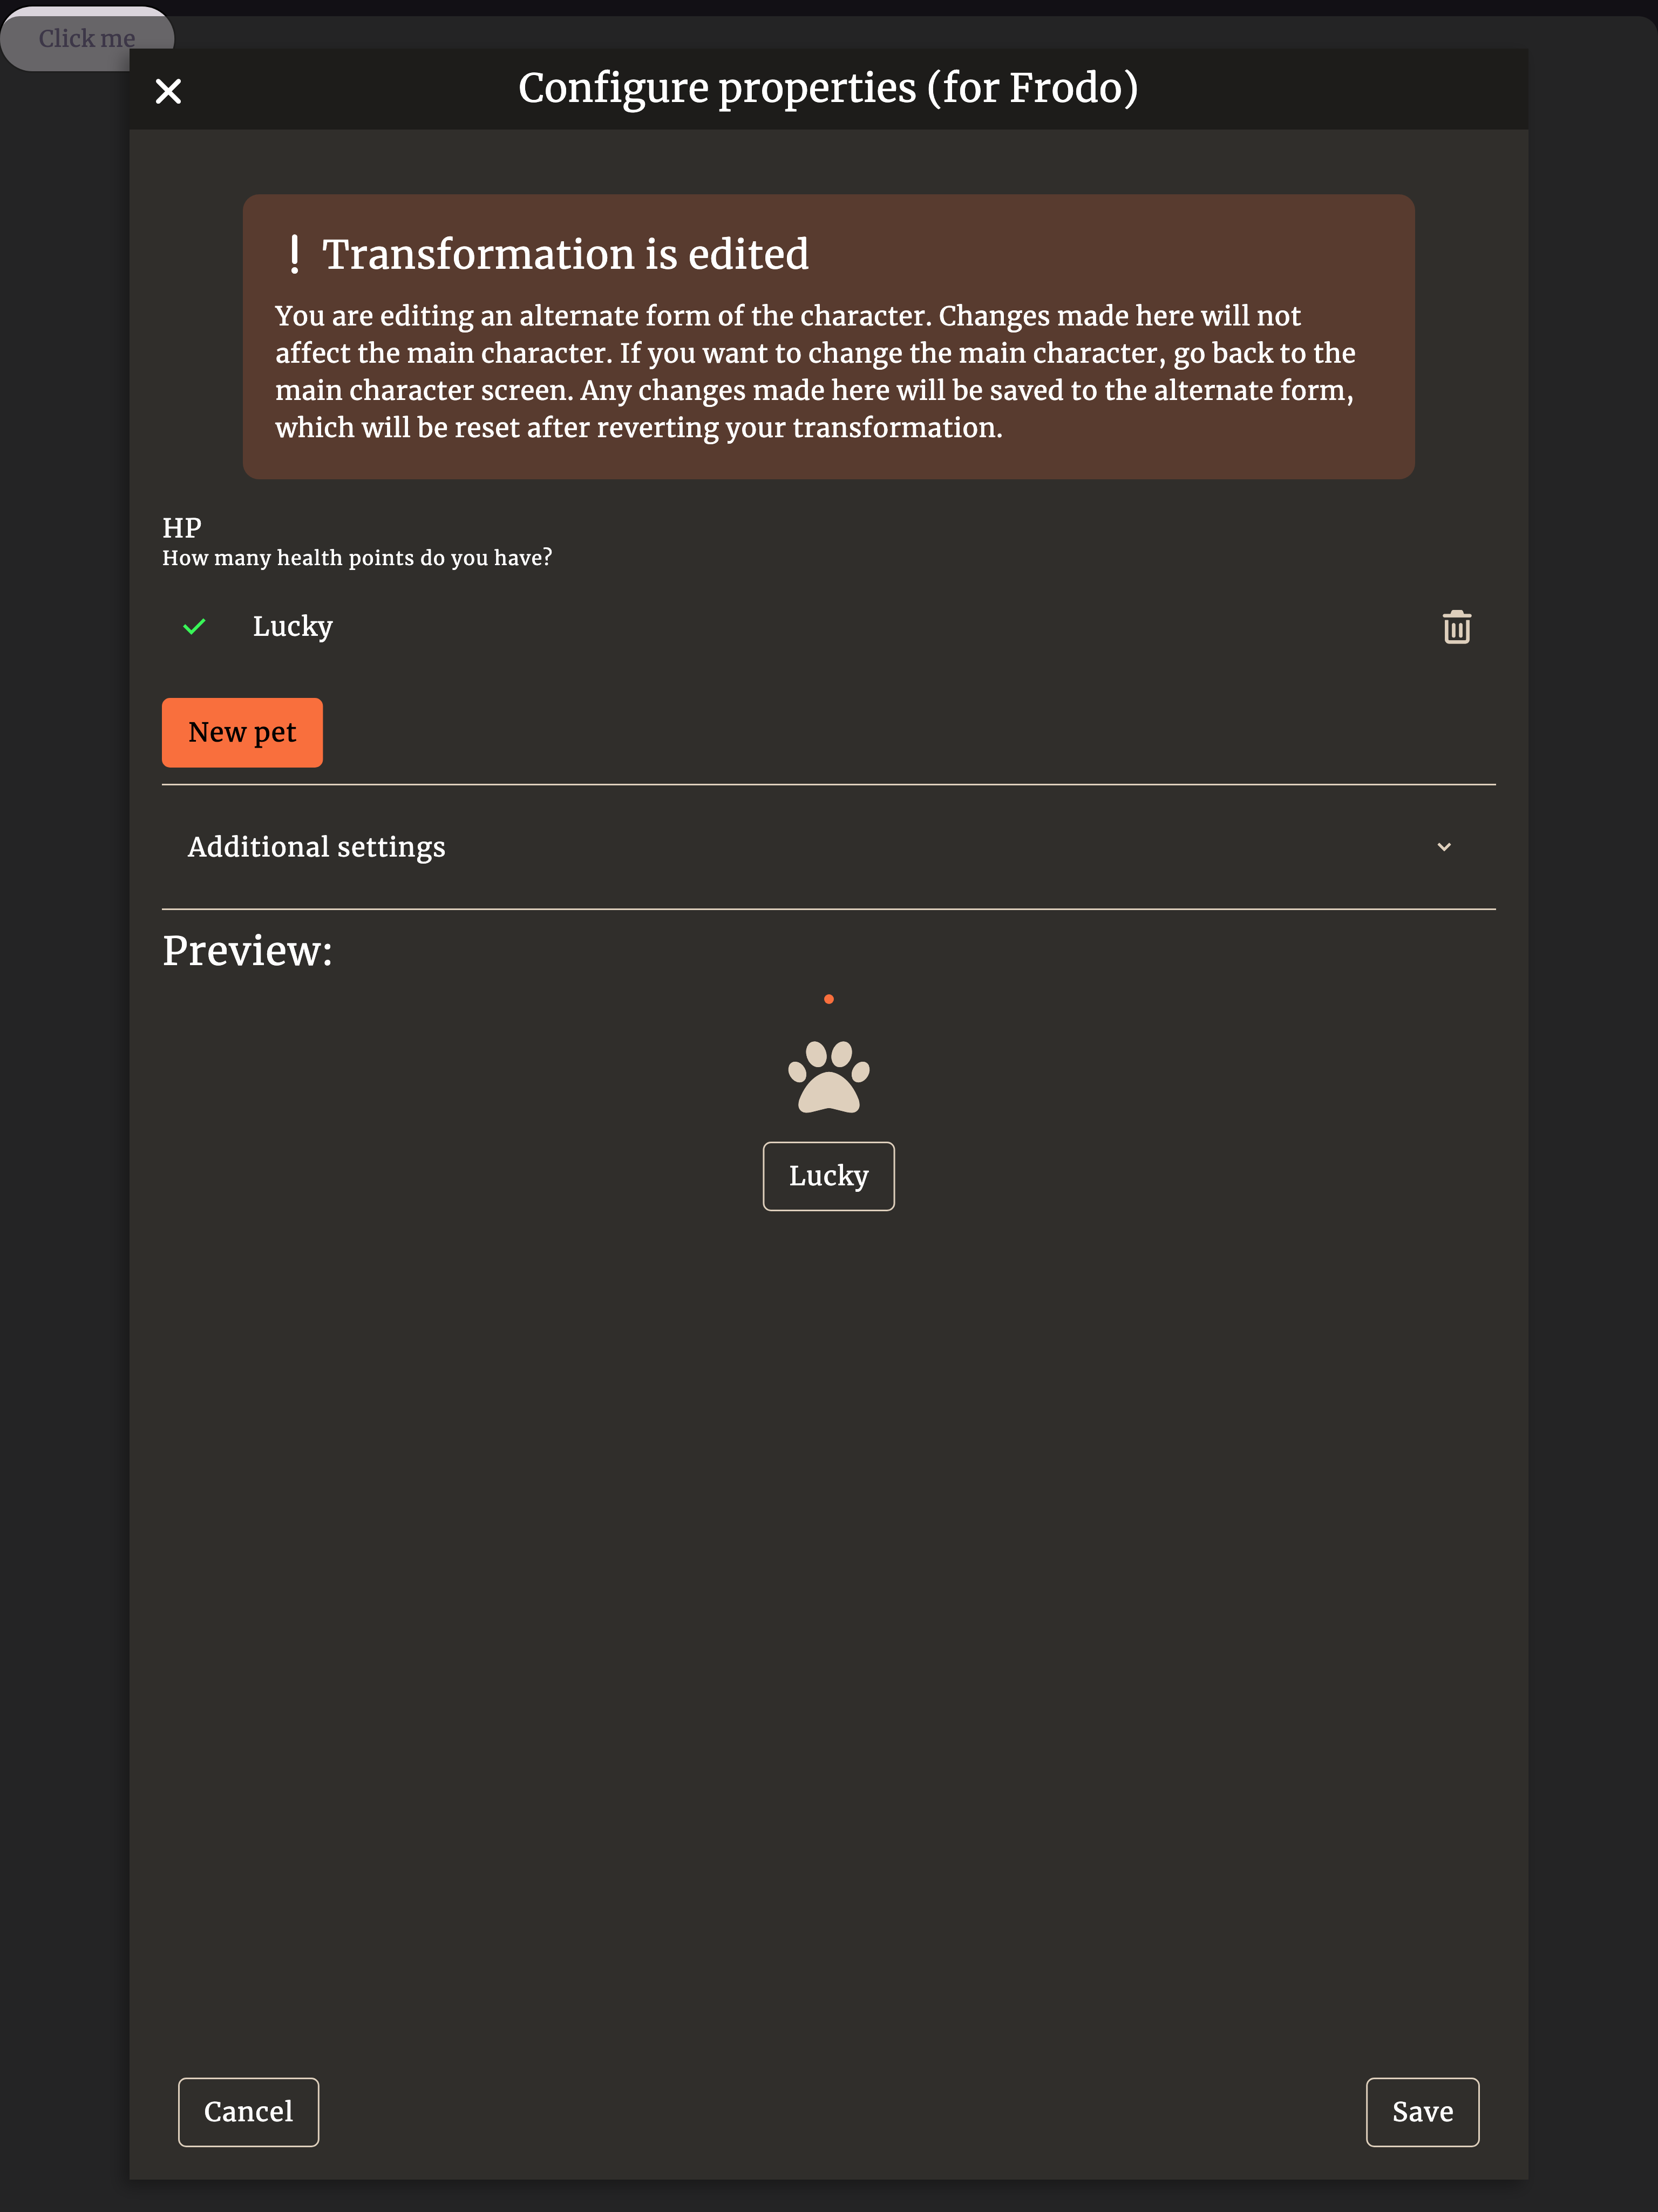 Click me
Configure properties (for Frodo)
! Transformation is edited
You are editing an alternate form of the character. Changes made here will not
affect the main character. If you want to change the main character, go back to the
main character screen. Any changes made here will be saved to the alternate form,
which will be reset after reverting your transformation.
HP
How many health points do you have?
Lucky
New pet
Additional settings
Preview:
Lucky
Cancel
Save